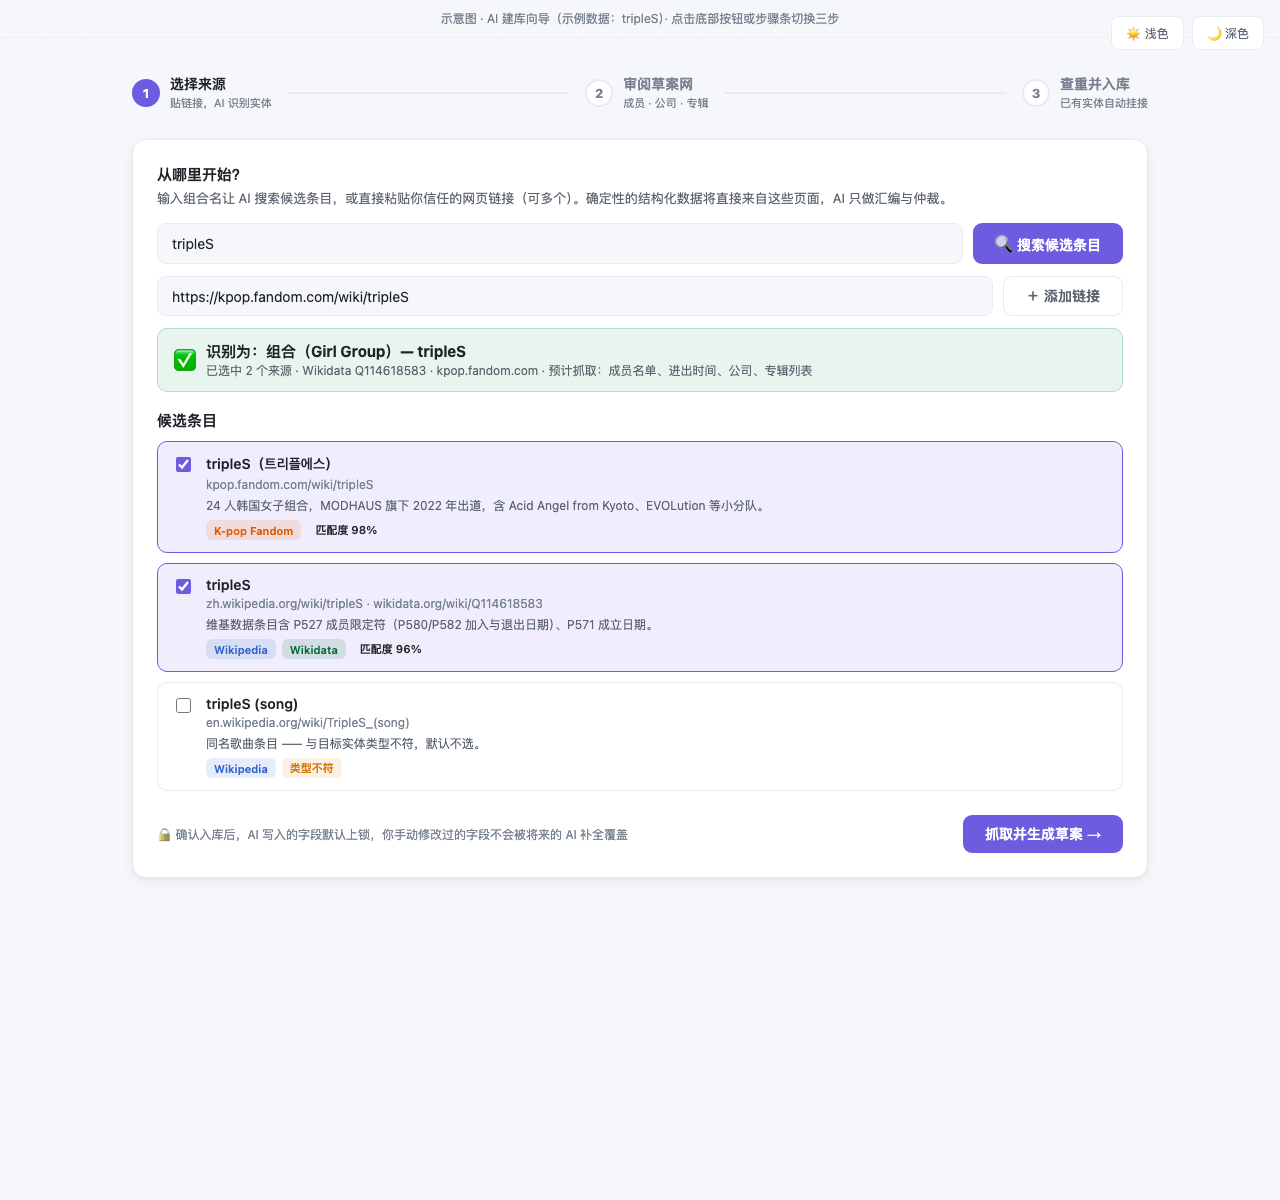 示意图 · AI 建库向导（示例数据：tripleS）· 点击底部按钮或步骤条切换三步
☀️ 浅色
🌙 深色
1
选择来源
贴链接，AI 识别实体
2
审阅草案网
成员 · 公司 · 专辑
3
查重并入库
已有实体自动挂接
从哪里开始?
输入组合名让 AI 搜索候选条目，或直接粘贴你信任的网页链接（可多个）。确定性的结构化数据将直接来自这些页面，AI 只做汇编与仲裁。
tripleS
🔍 搜索候选条目
https://kpop.fandom.com/wiki/tripleS
＋ 添加链接
✅ 识别为：组合（Girl Group）— tripleS
已选中 2 个来源 · Wikidata Q114618583 · kpop.fandom.com · 预计抓取：成员名单、进出时间、公司、专辑列表
候选条目
tripleS（트리플에스）
kpop.fandom.com/wiki/tripleS
24 人韩国女子组合，MODHAUS 旗下 2022 年出道，含 Acid Angel from Kyoto、EVOLution 等小分队。
K-pop Fandom 匹配度 98%
tripleS
zh.wikipedia.org/wiki/tripleS · wikidata.org/wiki/Q114618583
维基数据条目含 P527 成员限定符（P580/P582 加入与退出日期）、P571 成立日期。
Wikipedia Wikidata 匹配度 96%
tripleS (song)
en.wikipedia.org/wiki/TripleS_(song)
同名歌曲条目 —— 与目标实体类型不符，默认不选。
Wikipedia 类型不符
🔒 确认入库后，AI 写入的字段默认上锁，你手动修改过的字段不会被将来的 AI 补全覆盖
抓取并生成草案 →